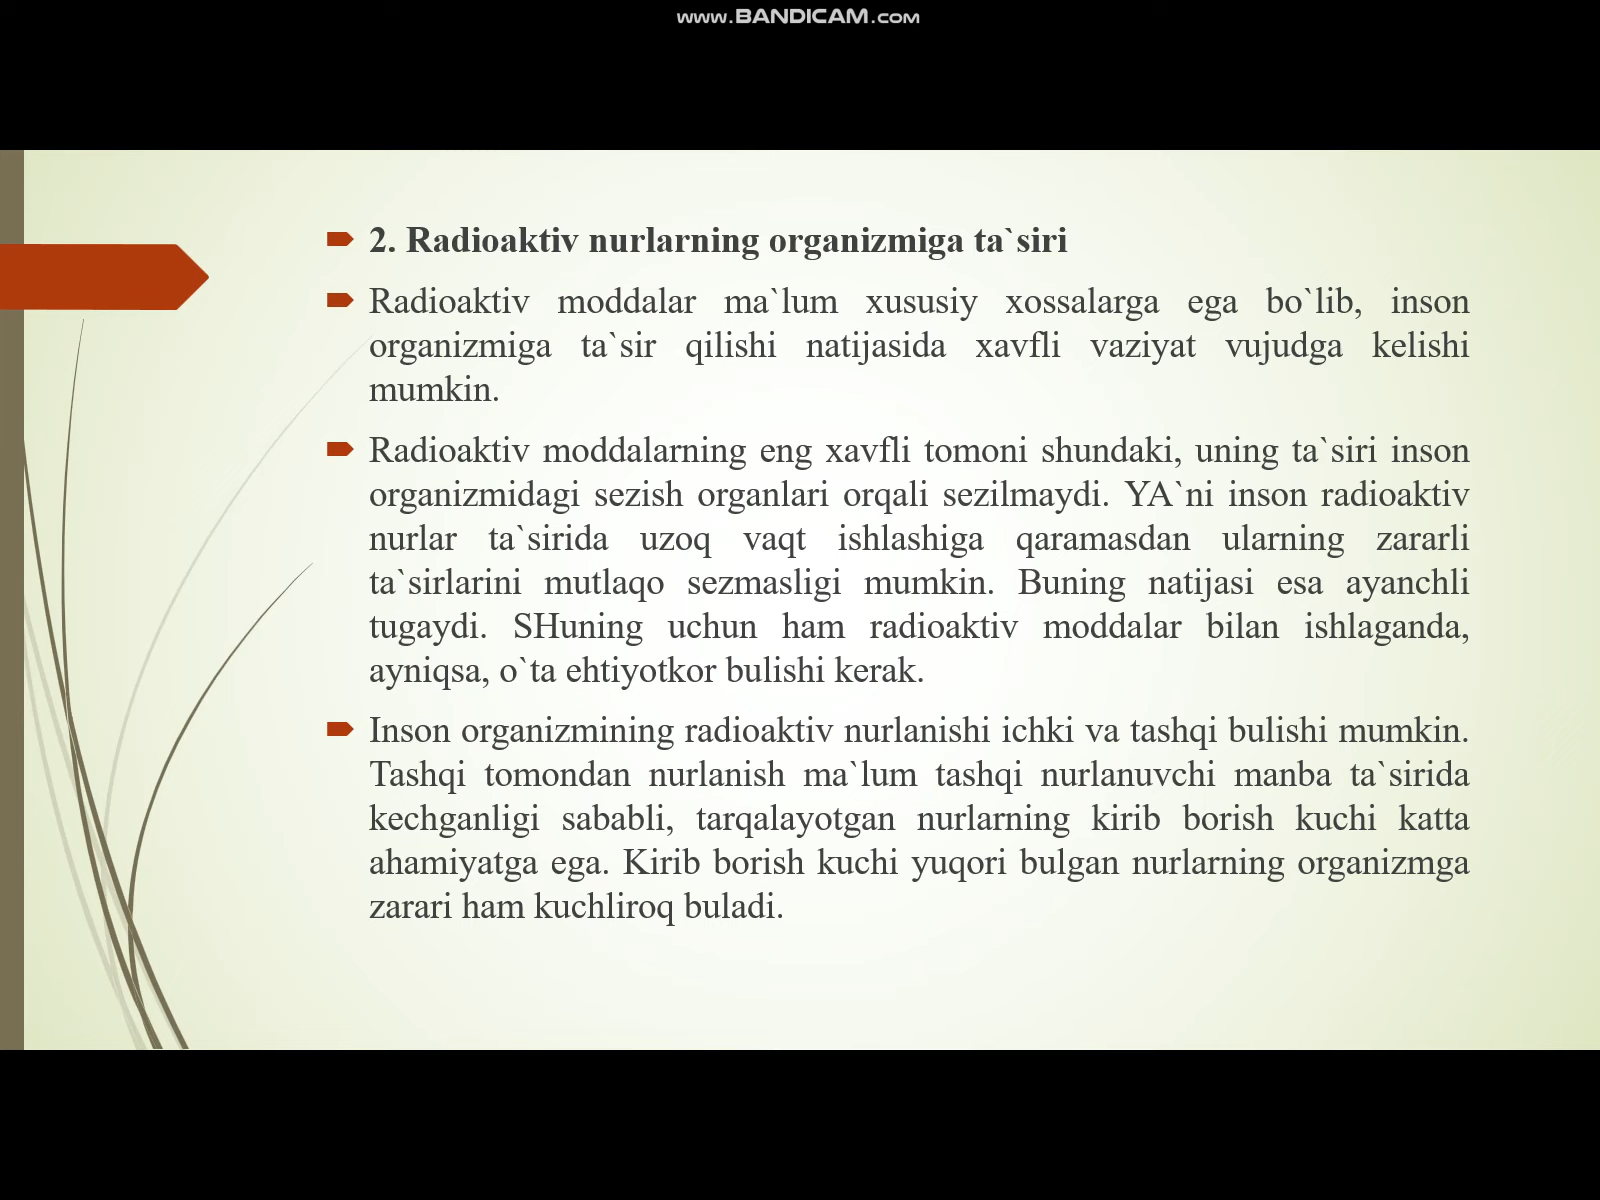 www.BANDICAM.com
2. Radioaktiv nurlarning organizmiga ta`siri
Radioaktiv moddalar ma`lum xususiy xossalarga ega bo`lib, inson
organizmiga ta`sir qilishi natijasida xavfli vaziyat vujudga kelishi
mumkin.
Radioaktiv moddalarning eng xavfli tomoni shundaki, uning ta`siri inson
organizmidagi sezish organlari orqali sezilmaydi. YA`ni inson radioaktiv
nurlar ta`sirida uzoq vaqt ishlashiga qaramasdan ularning zararli
ta`sirlarini mutlaqo sezmasligi mumkin. Buning natijasi esa ayanchli
tugaydi. SHuning uchun ham radioaktiv moddalar bilan ishlaganda,
ayniqsa, o`ta ehtiyotkor bulishi kerak.
Inson organizmining radioaktiv nurlanishi ichki va tashqi bulishi mumkin.
Tashqi tomondan nurlanish ma`lum tashqi nurlanuvchi manba ta`sirida
kechganligi sababli, tarqalayotgan nurlarning kirib borish kuchi katta
ahamiyatga ega. Kirib borish kuchi yuqori bulgan nurlarning organizmga
zarari ham kuchliroq buladi.